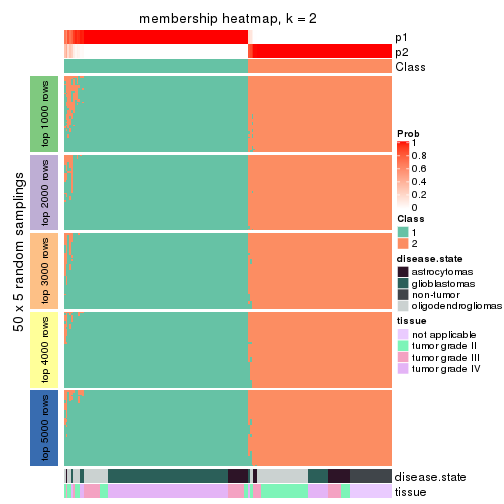 membership heatmap, k = 2
p1
p2
Class
50 x 5 random samplings
top 1000 rows
top 2000 rows
top 3000 rows
top 4000 rows
top 5000 rows
disease.state
tissue
Prob
1
0.8
0.6
0.4
0.2
0
Class
1
2
disease.state
astrocytomas
glioblastomas
non-tumor
oligodendrogliomas
tissue
not applicable
tumor grade II
tumor grade III
tumor grade IV